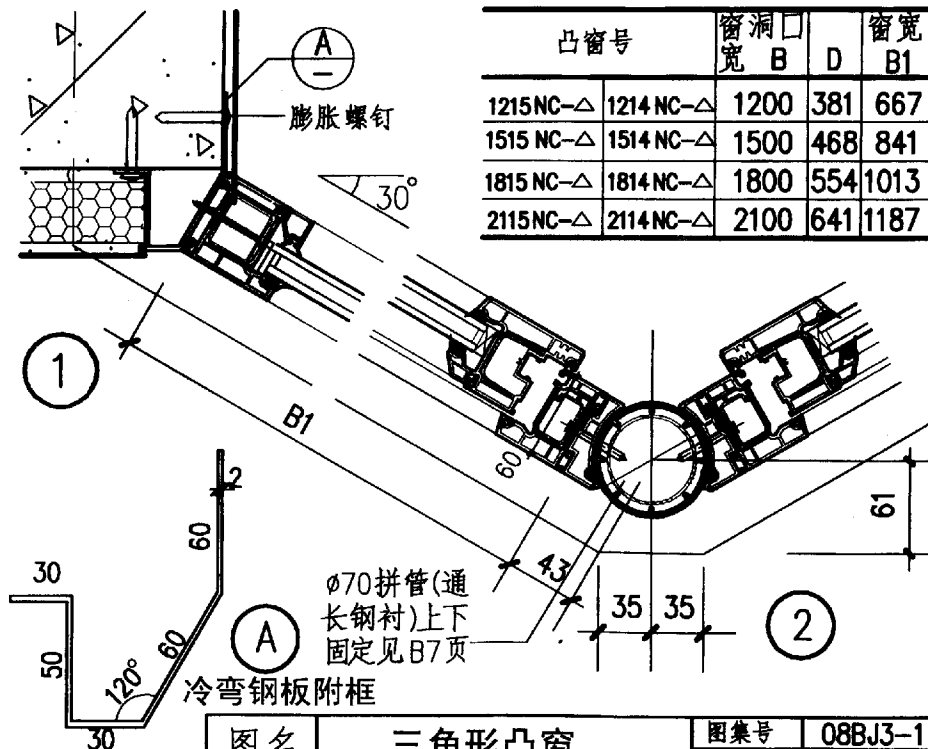 凸窗号 窗洞口宽 B D 窗宽 B1
1215NC-△ 1214NC-△ 1200 381 667
1515NC-△ 1514NC-△ 1500 468 841
1815NC-△ 1814NC-△ 1800 554 1013
2115NC-△ 2114NC-△ 2100 641 1187
A
—
膨胀螺钉
30°
1
B1
60
43
61
35 35
2
ø70拼管(通
长钢衬)上下
固定见B7页
2
60
30
50
60
120°
30
A
冷弯钢板附框
图名 三角形凸窗 图集号 08BJ3-1